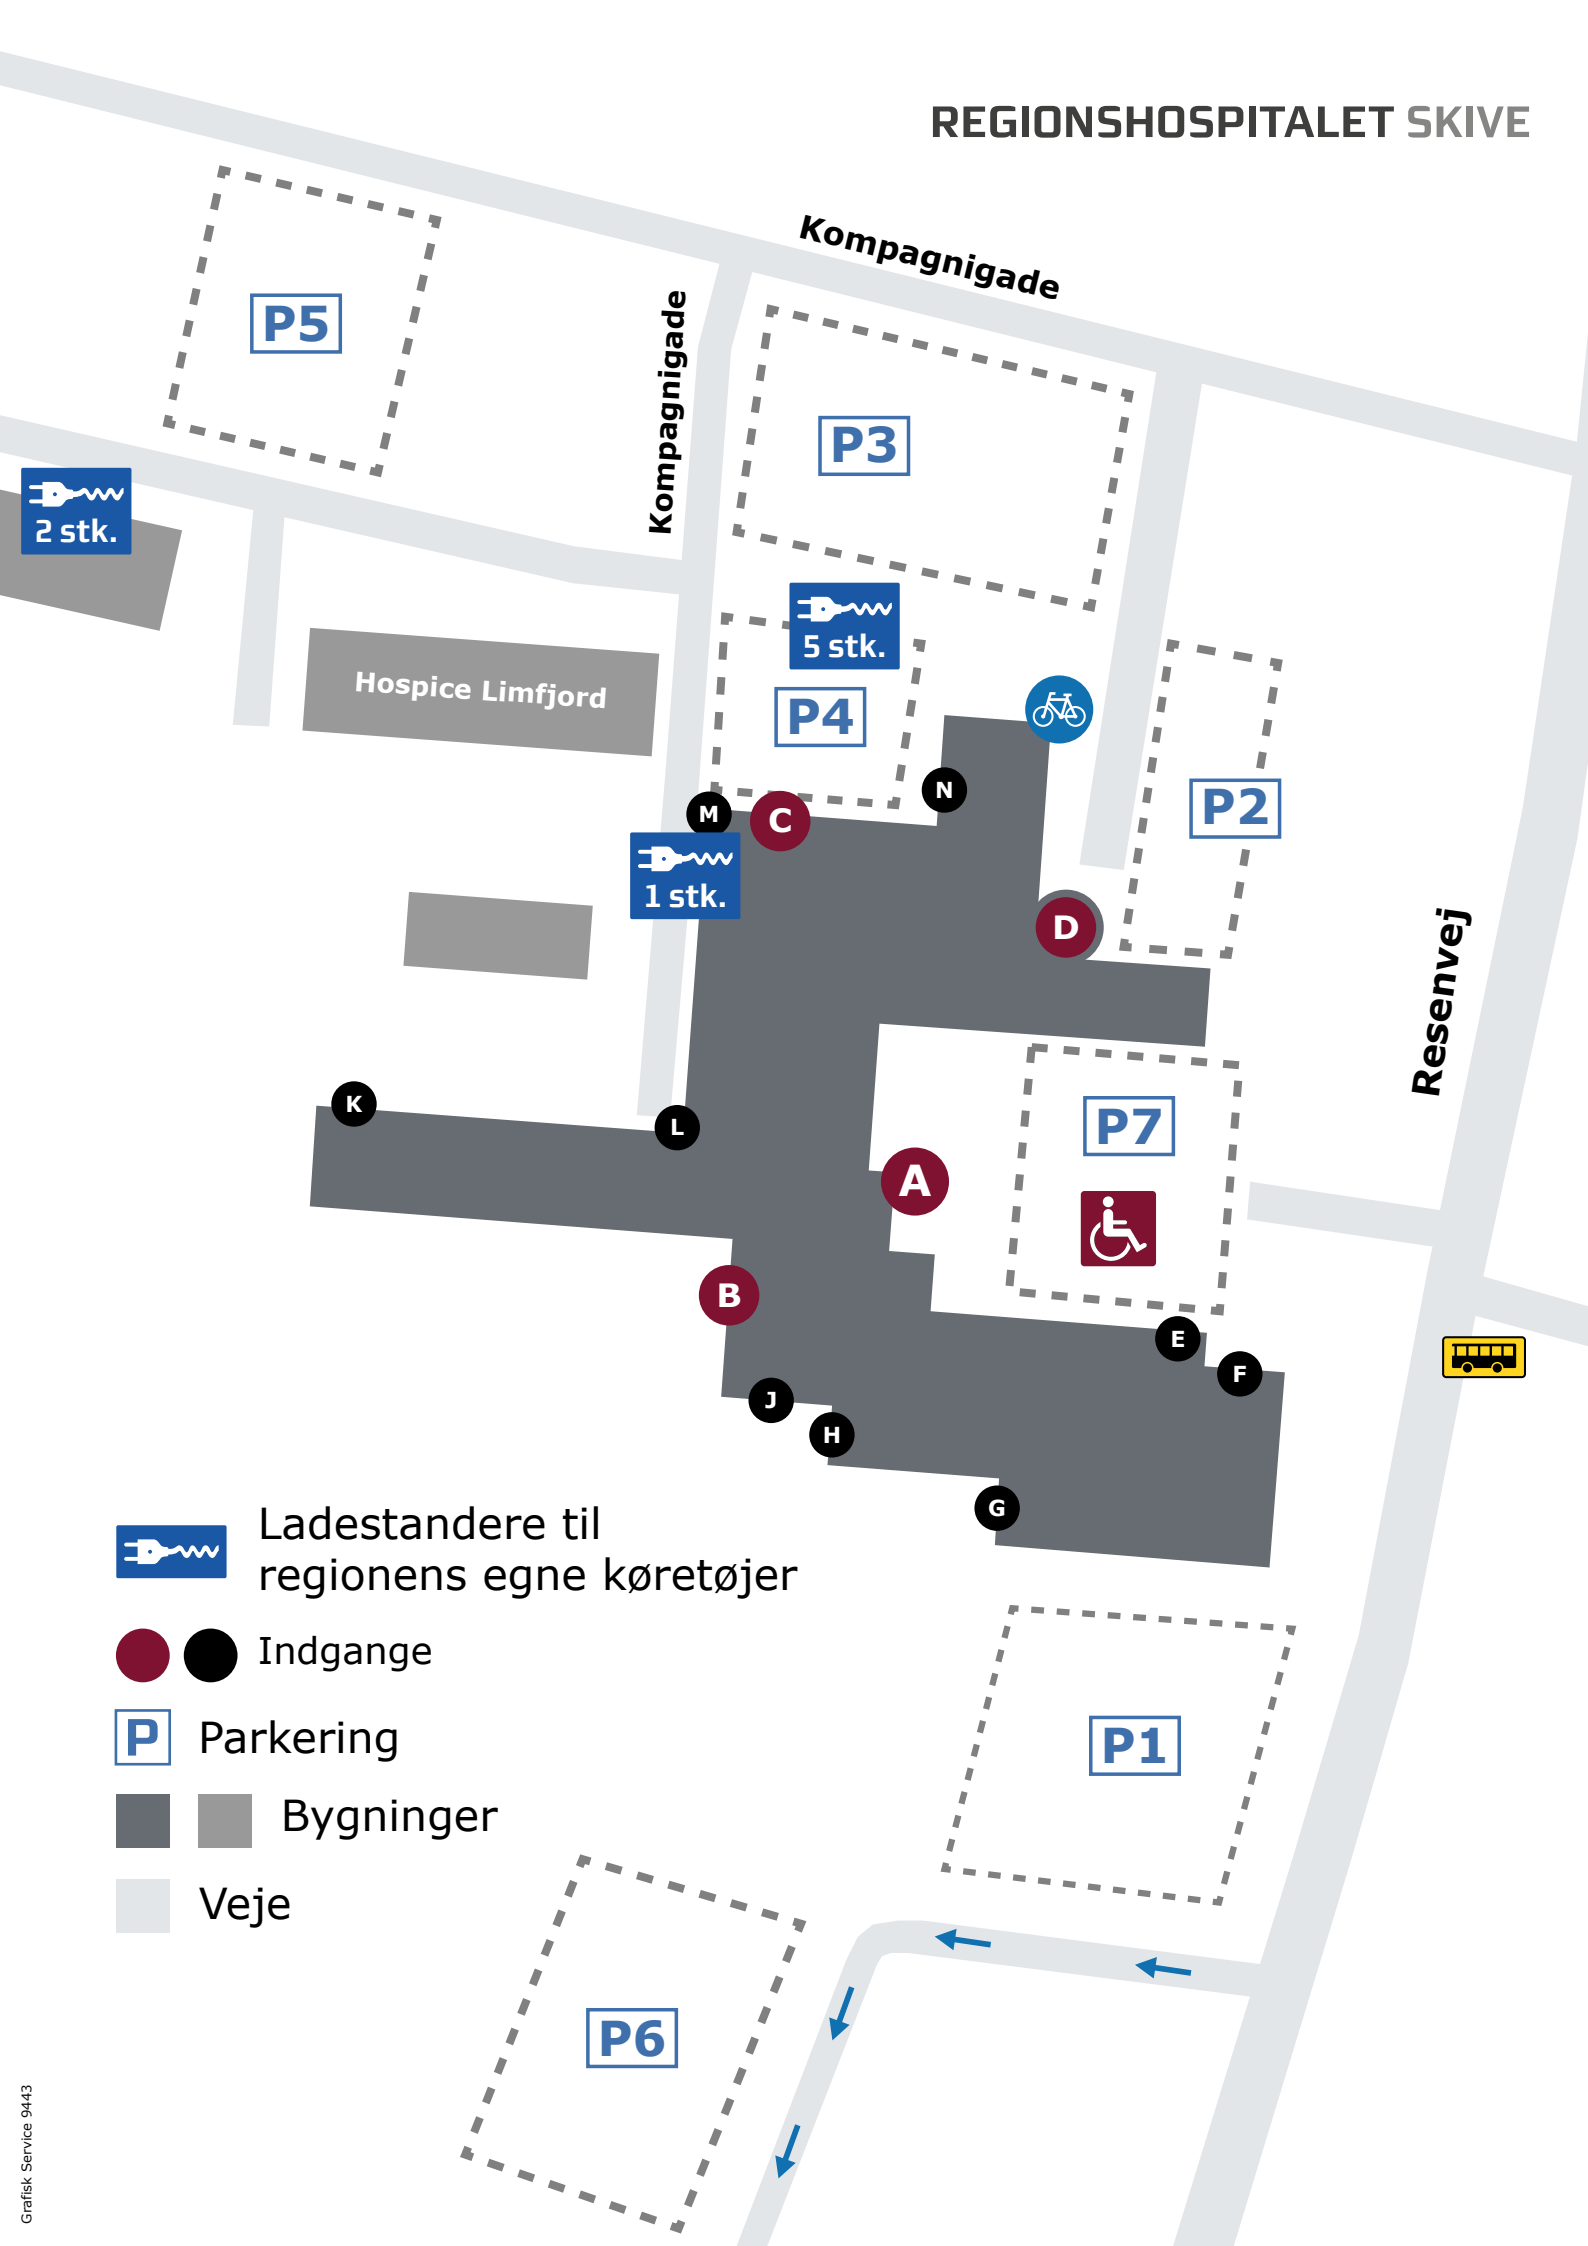 REGIONSHOSPITALET SKIVE
Kompagnigade
Kompagnigade
P5
P3
2 stk.
5 stk.
Hospice Limfjord
P4
N
P2
M
C
1 stk.
D
Resenvej
K
L
P7
A
B
E
F
J
H
G
Ladestandere til
regionens egne køretøjer
Indgange
P Parkering
Bygninger
Veje
P1
P6
Grafisk Service 9443